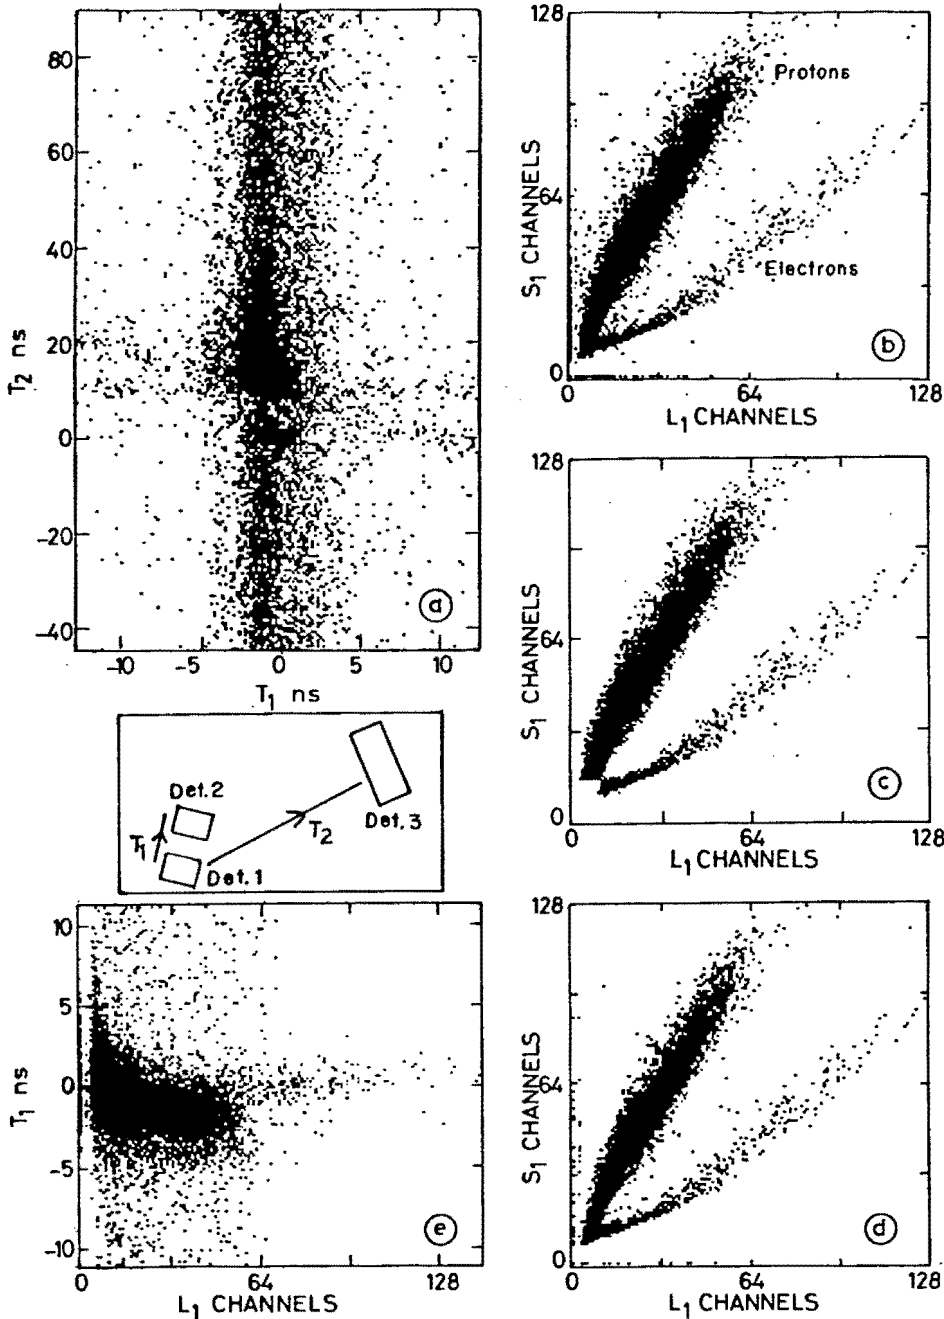 80
60
40
20
0
-20
-40
T2 ns
-10
-5
0
5
10
T1 ns
a
128
64
0
S1 CHANNELS
Protons
Electrons
b
0
64
128
L1 CHANNELS
128
64
0
S1 CHANNELS
c
0
64
128
L1 CHANNELS
Det.2
Det.1
Det.3
T1
T2
10
5
0
-5
-10
T1 ns
e
0
64
128
L1 CHANNELS
128
64
0
S1 CHANNELS
d
0
64
128
L1 CHANNELS